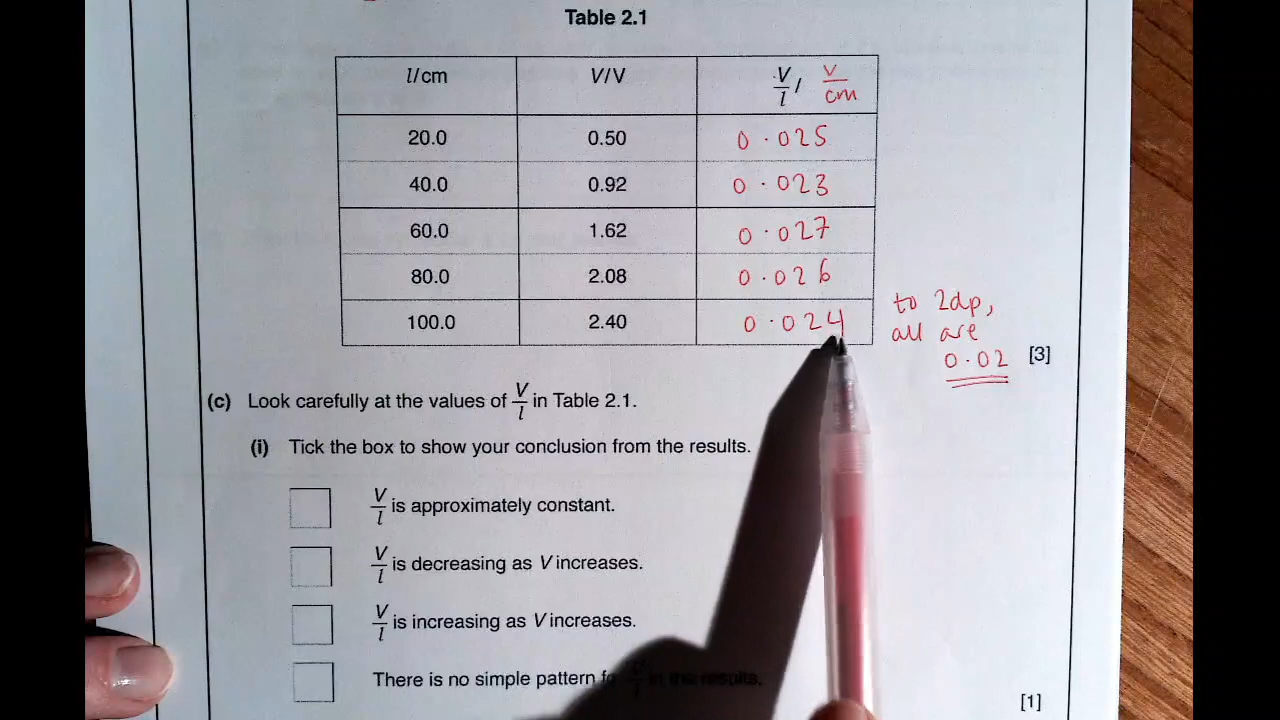 Table 2.1
l/cm V/V V/l / V/cm
20.0 0.50 0.025
40.0 0.92 0.023
60.0 1.62 0.027
80.0 2.08 0.026
100.0 2.40 0.024
to 2dp,
all are
0.02
[3]
(c) Look carefully at the values of V/l in Table 2.1.
(i) Tick the box to show your conclusion from the results.
V/l is approximately constant.
V/l is decreasing as V increases.
V/l is increasing as V increases.
There is no simple pattern for V/l in the results.
[1]